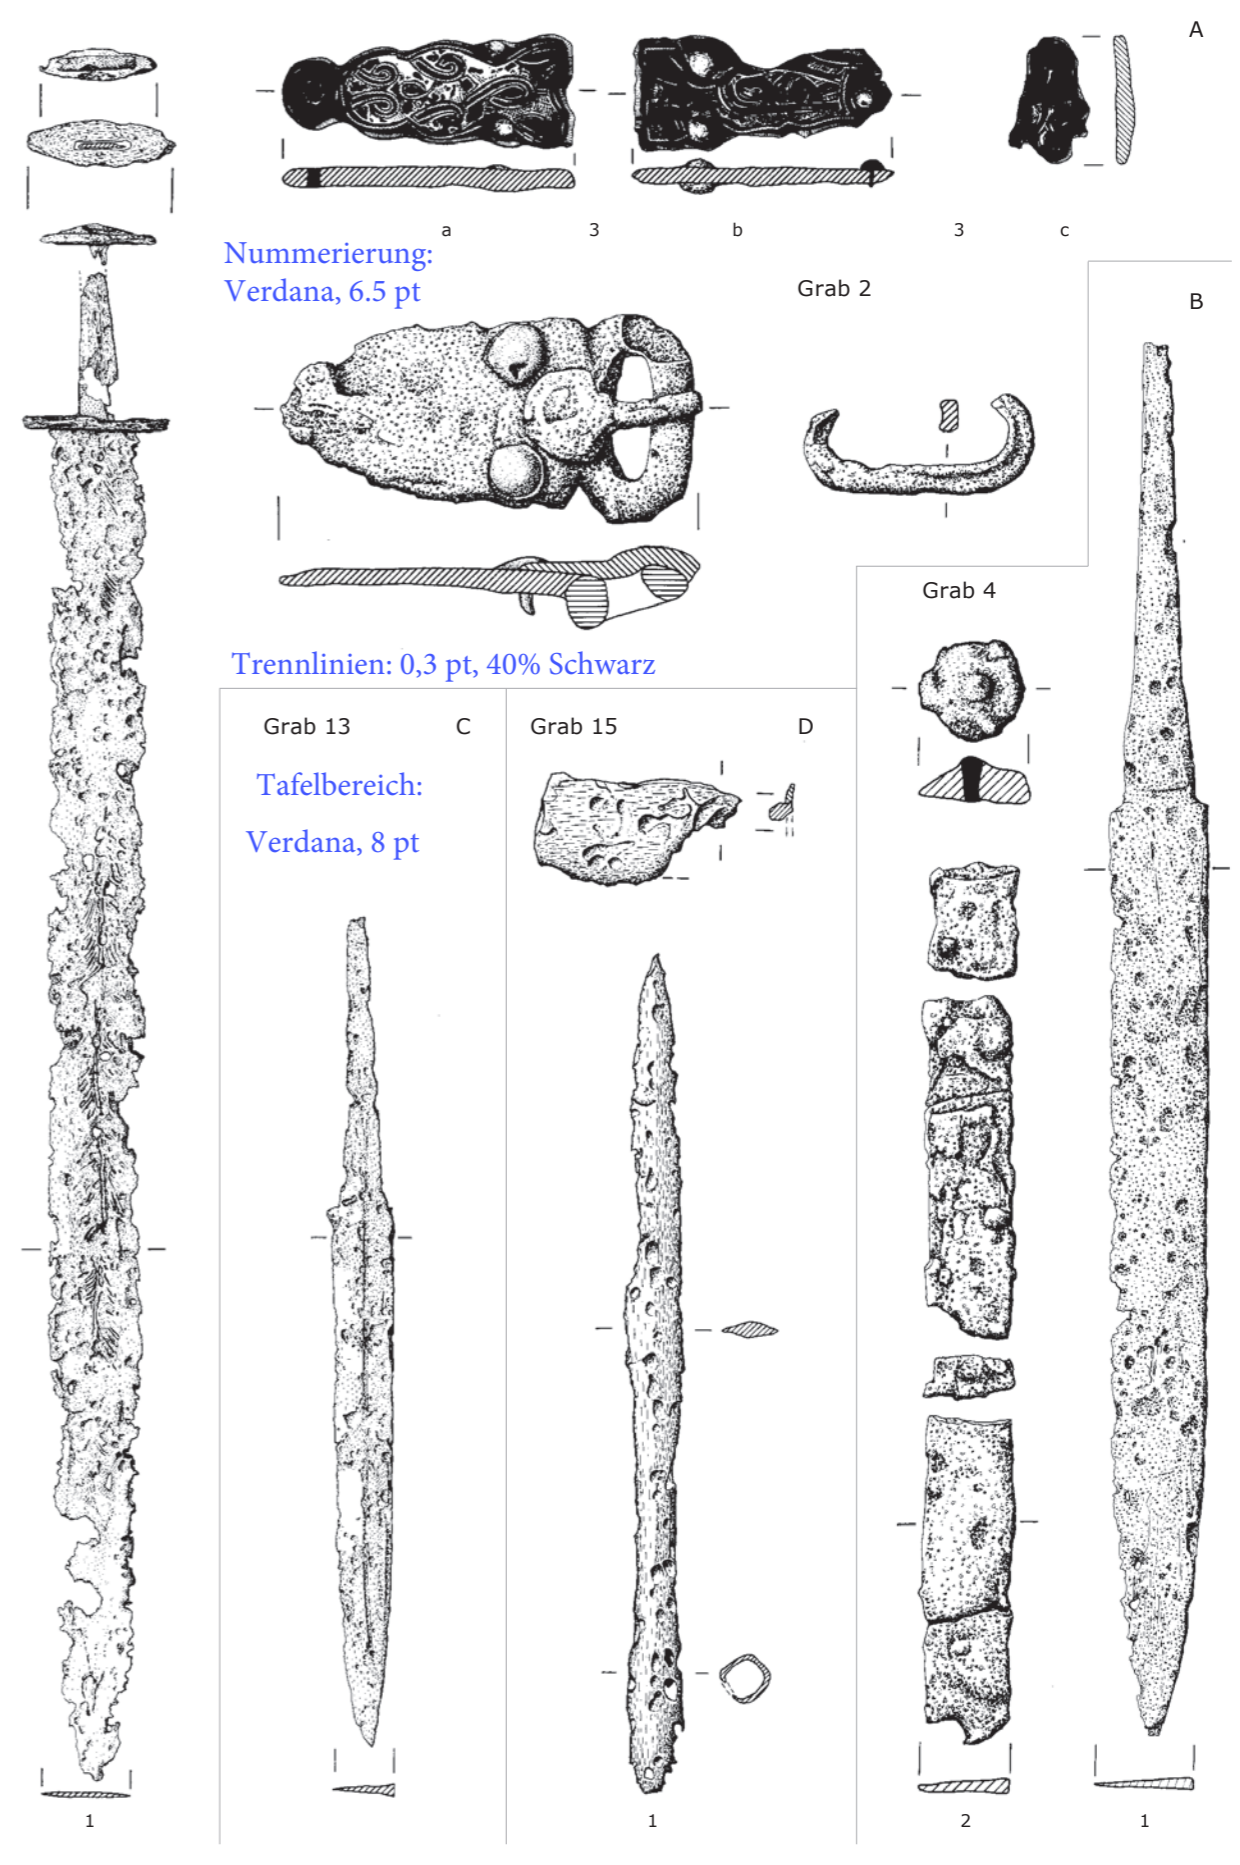 A
a 3 b 3 c
Nummerierung:
Verdana, 6.5 pt
Grab 2
B
Grab 4
Trennlinien: 0,3 pt, 40% Schwarz
Grab 13 C
Grab 15 D
Tafelbereich:
Verdana, 8 pt
1 1 2 1